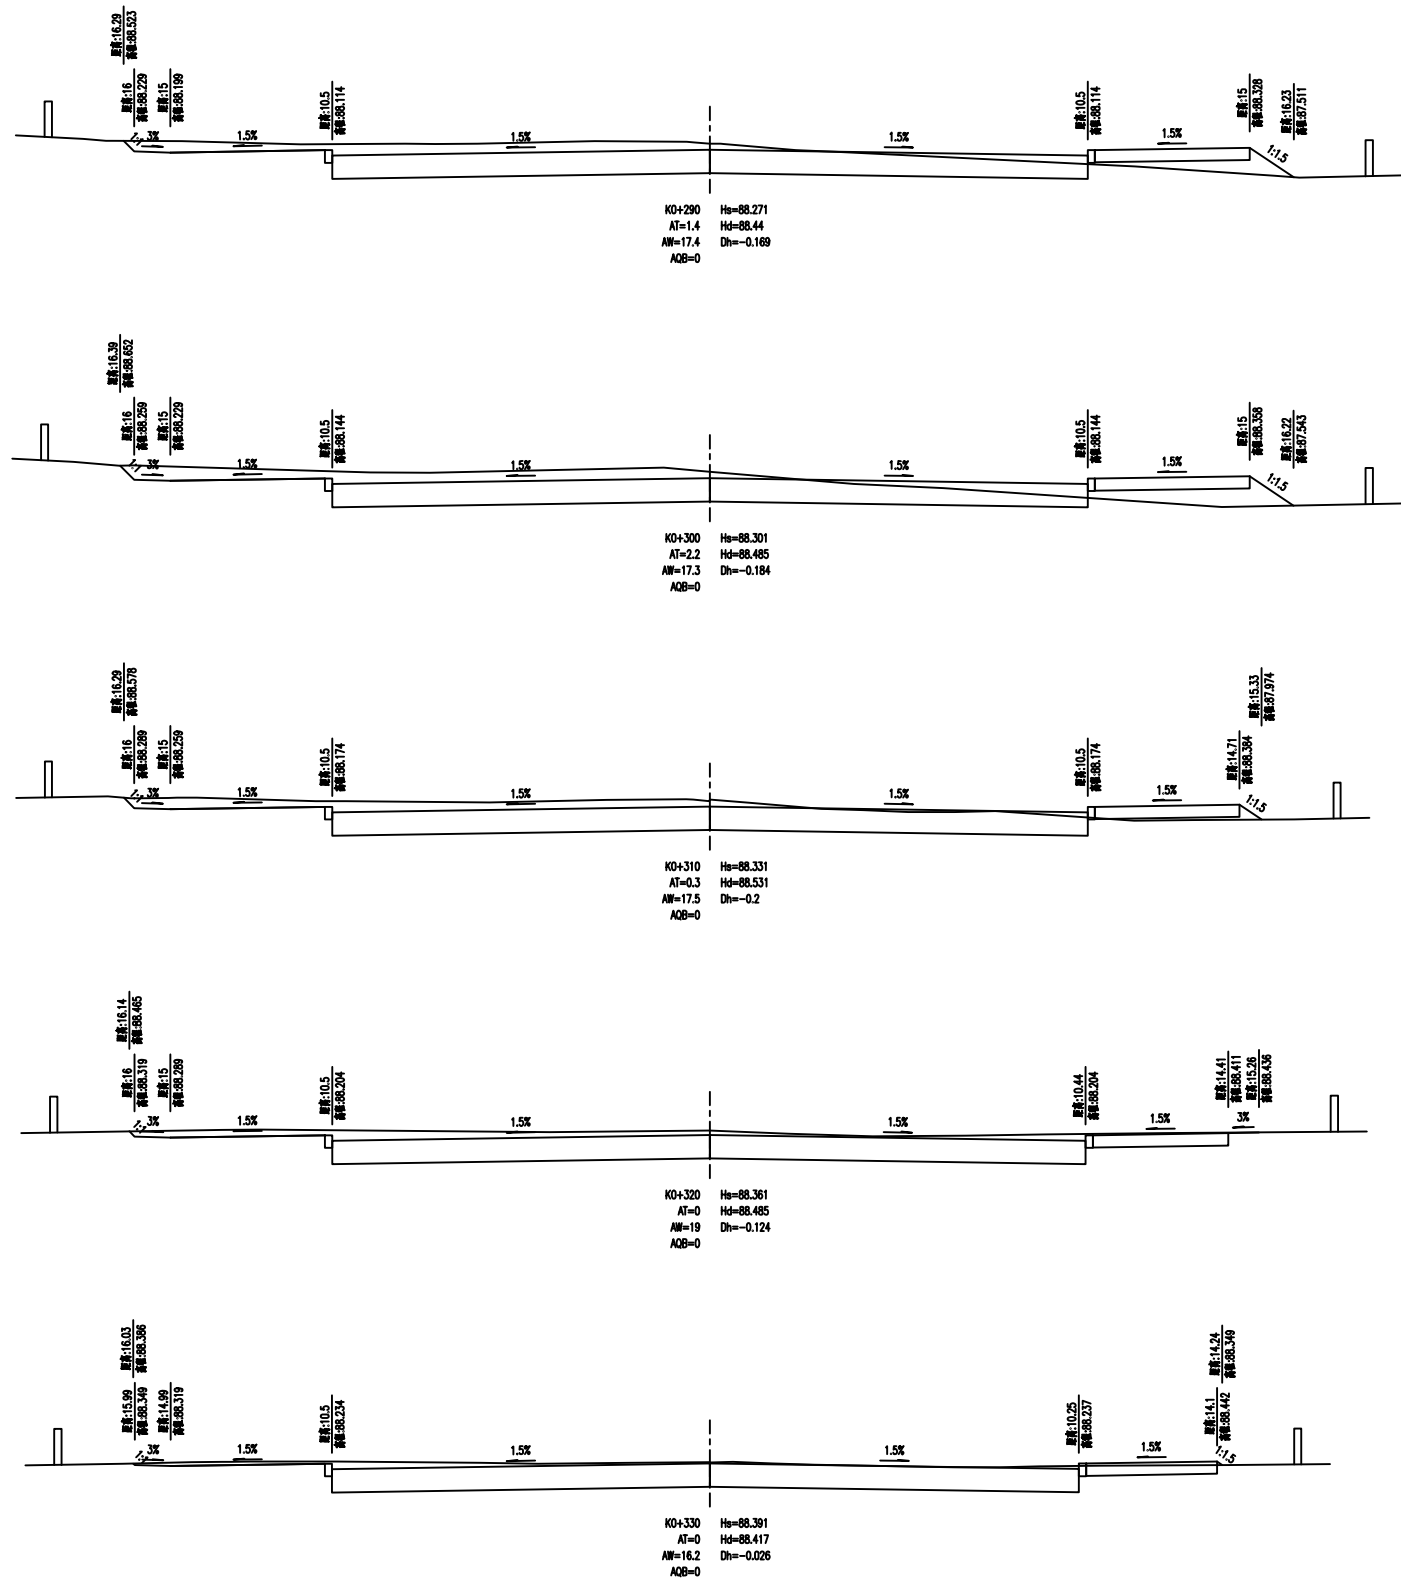 距离:16.29
高程:88.523
距离:16
高程:88.229
距离:15
高程:88.199
距离:10.5
高程:88.114
距离:10.5
高程:88.114
距离:15
高程:88.328
距离:16.23
高程:87.511
1:1
3%
1.5%
1.5%
1.5%
1.5%
1:1.5
K0+290 Hs=88.271
AT=1.4 Hd=88.44
AW=17.4 Dh=-0.169
AQB=0
距离:16.39
高程:88.652
距离:16
高程:88.259
距离:15
高程:88.229
距离:10.5
高程:88.144
距离:10.5
高程:88.144
距离:15
高程:88.358
距离:16.22
高程:87.543
1:1
3%
1.5%
1.5%
1.5%
1.5%
1:1.5
K0+300 Hs=88.301
AT=2.2 Hd=88.485
AW=17.3 Dh=-0.184
AQB=0
距离:16.29
高程:88.578
距离:16
高程:88.289
距离:15
高程:88.259
距离:10.5
高程:88.174
距离:10.5
高程:88.174
距离:14.71
高程:88.384
距离:15.33
高程:87.974
1:1
3%
1.5%
1.5%
1.5%
1.5%
1:1.5
K0+310 Hs=88.331
AT=0.3 Hd=88.531
AW=17.5 Dh=-0.2
AQB=0
距离:16.14
高程:88.465
距离:16
高程:88.319
距离:15
高程:88.289
距离:10.5
高程:88.204
距离:10.44
高程:88.204
距离:14.41
高程:88.411
距离:15.26
高程:88.436
1:1
3%
1.5%
1.5%
1.5%
1.5%
3%
K0+320 Hs=88.361
AT=0 Hd=88.485
AW=19 Dh=-0.124
AQB=0
距离:16.03
高程:88.386
距离:15.99
高程:88.349
距离:14.99
高程:88.319
距离:10.5
高程:88.234
距离:10.25
高程:88.237
距离:14.1
高程:88.442
距离:14.24
高程:88.349
1:1
3%
1.5%
1.5%
1.5%
1.5%
1:1.5
K0+330 Hs=88.391
AT=0 Hd=88.417
AW=16.2 Dh=-0.026
AQB=0